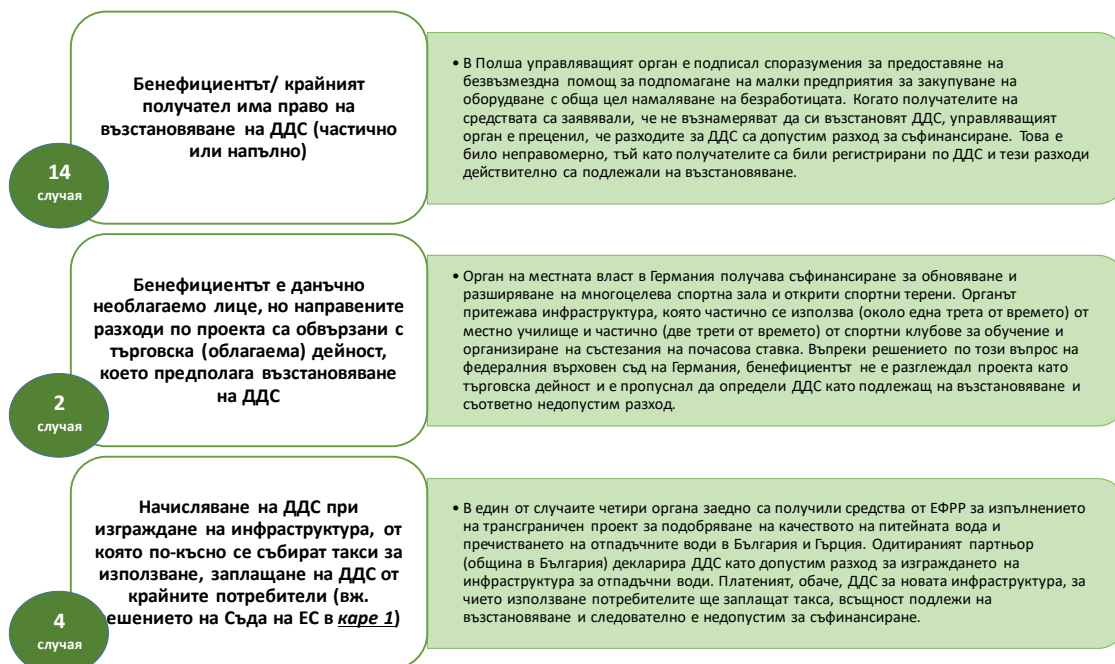 Бенефициентът/ крайният
получател има право на
възстановяване на ДДС (частично
или напълно)
14
случая
• В Полша управляващият орган е подписал споразумения за предоставяне на
безвъзмездна помощ за подпомагане на малки предприятия за закупуване на
оборудване с обща цел намаляване на безработицата. Когато получателите на
средствата са заявявали, че не възнамеряват да си възстановят ДДС, управляващият
орган е преценил, че разходите за ДДС са допустим разход за съфинансиране. Това е
било неправомерно, тъй като получателите са били регистрирани по ДДС и тези разходи
действително са подлежали на възстановяване.
Бенефициентът е данъчно
необлагаемо лице, но направените
разходи по проекта са обвързани с
търговска (облагаема) дейност,
което предполага възстановяване
на ДДС
2
случая
• Орган на местната власт в Германия получава съфинансиране за обновяване и
разширяване на многоцелева спортна зала и открити спортни терени. Органът
притежава инфраструктура, която частично се използва (около една трета от времето) от
местно училище и частично (две трети от времето) от спортни клубове за обучение и
организиране на състезания на почасова ставка. Въпреки решението по този въпрос на
федералния върховен съд на Германия, бенефициентът не е разглеждал проекта като
търговска дейност и е пропуснал да определи ДДС като подлежащ на възстановяване и
съответно недопустим разход.
Начисляване на ДДС при
изграждане на инфраструктура, от
която по-късно се събират такси за
използване, заплащане на ДДС от
крайните потребители (вж.
решението на Съда на ЕС в каре 1)
4
случая
• В един от случаите четири органа заедно са получили средства от ЕФРР за изпълнението
на трансграничен проект за подобряване на качеството на питейната вода и
пречистването на отпадъчните води в България и Гърция. Одитираният партньор
(община в България) декларира ДДС като допустим разход за изграждането на
инфраструктура за отпадъчни води. Платеният, обаче, ДДС за новата инфраструктура, за
чието използване потребителите ще заплащат такса, всъщност подлежи на
възстановяване и следователно е недопустим за съфинансиране.